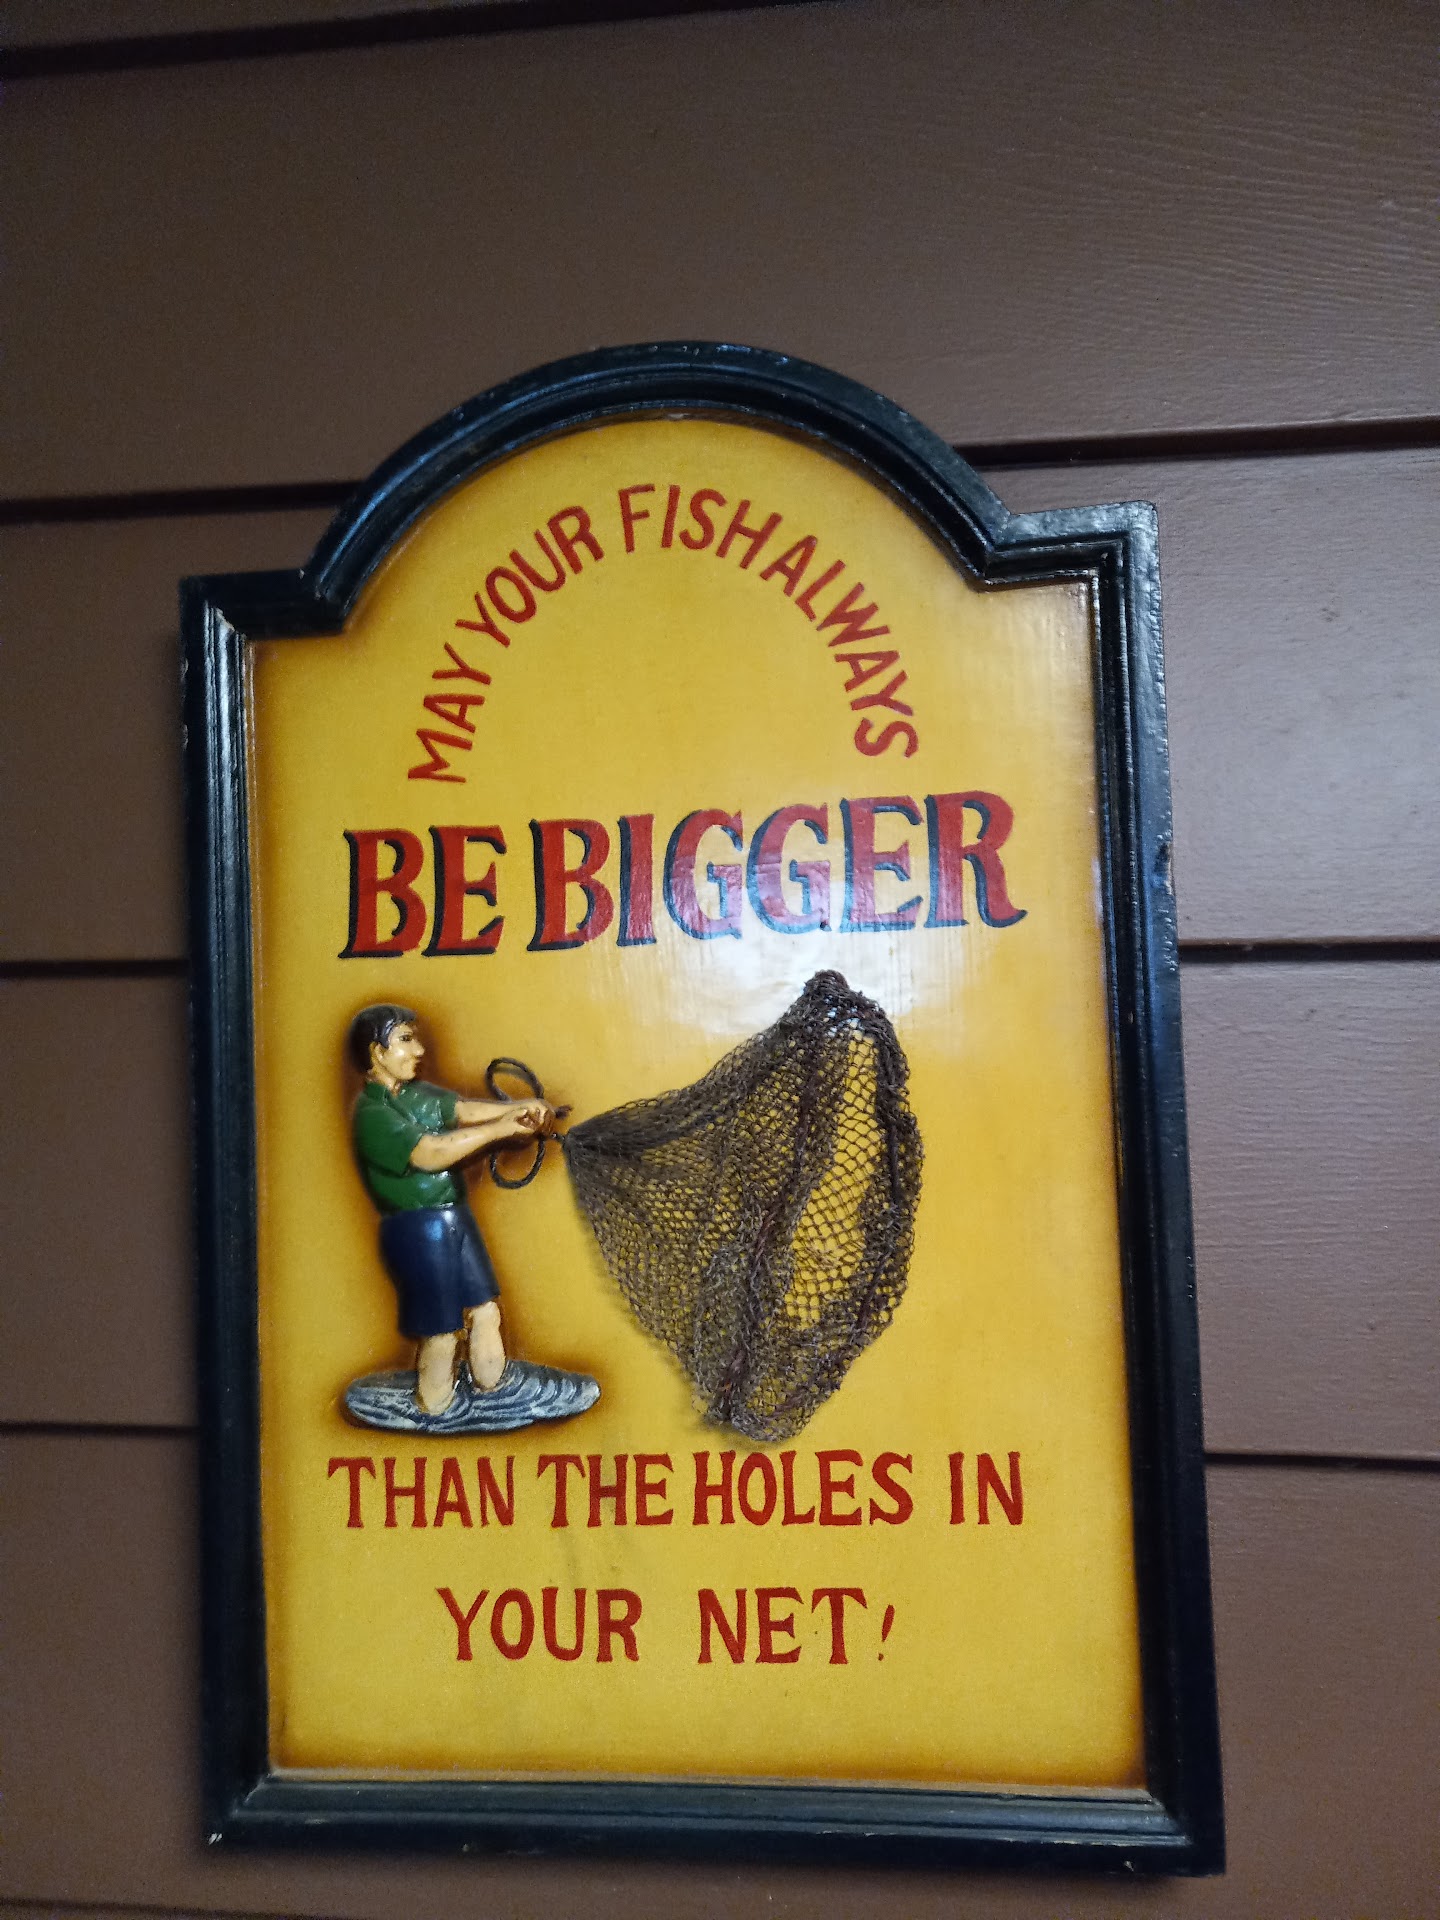 MAY YOUR FISH ALWAYS
BE BIGGER
THAN THE HOLES IN
YOUR NET!